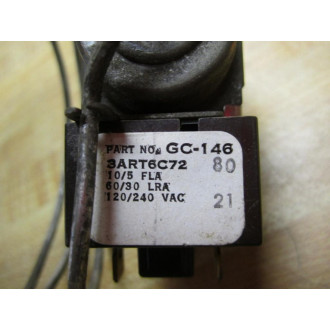 PART NO. GC-146
3ART6C72 80
10/5 FLA
60/30 LRA
120/240 VAC 21